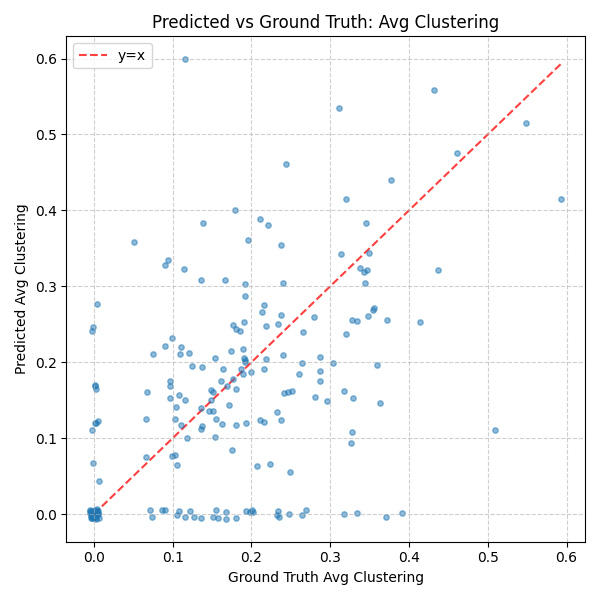 Predicted vs Ground Truth: Avg Clustering
y=x
Predicted Avg Clustering
0.6
0.5
0.4
0.3
0.2
0.1
0.0
0.0 0.1 0.2 0.3 0.4 0.5 0.6
Ground Truth Avg Clustering